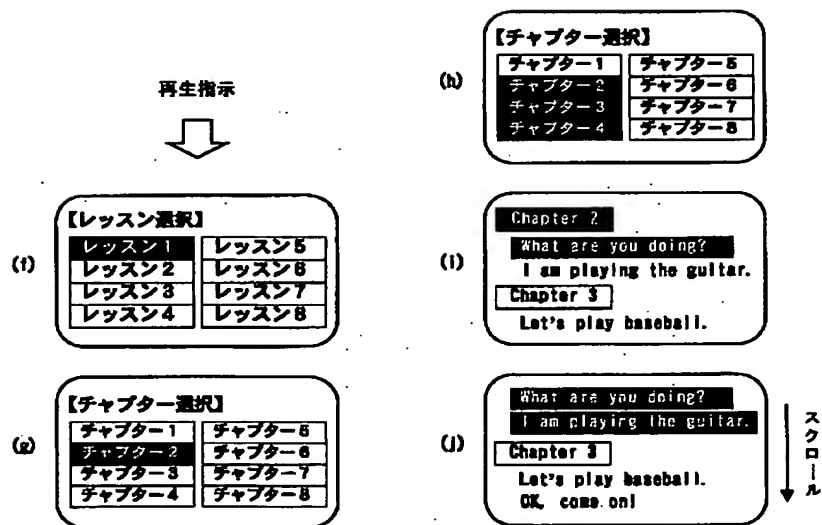 再生指示
(f)
【レッスン選択】
レッスン1 レッスン5
レッスン2 レッスン6
レッスン3 レッスン7
レッスン4 レッスン8
(g)
【チャプター選択】
チャプター1 チャプター5
チャプター2 チャプター6
チャプター3 チャプター7
チャプター4 チャプター8
(h)
【チャプター選択】
チャプター1 チャプター5
チャプター2 チャプター6
チャプター3 チャプター7
チャプター4 チャプター8
(i)
Chapter 2
What are you doing?
I am playing the guitar.
Chapter 3
Let's play baseball.
(j)
What are you doing?
I am playing the guitar.
Chapter 3
Let's play baseball.
OK, come on!
スクロール